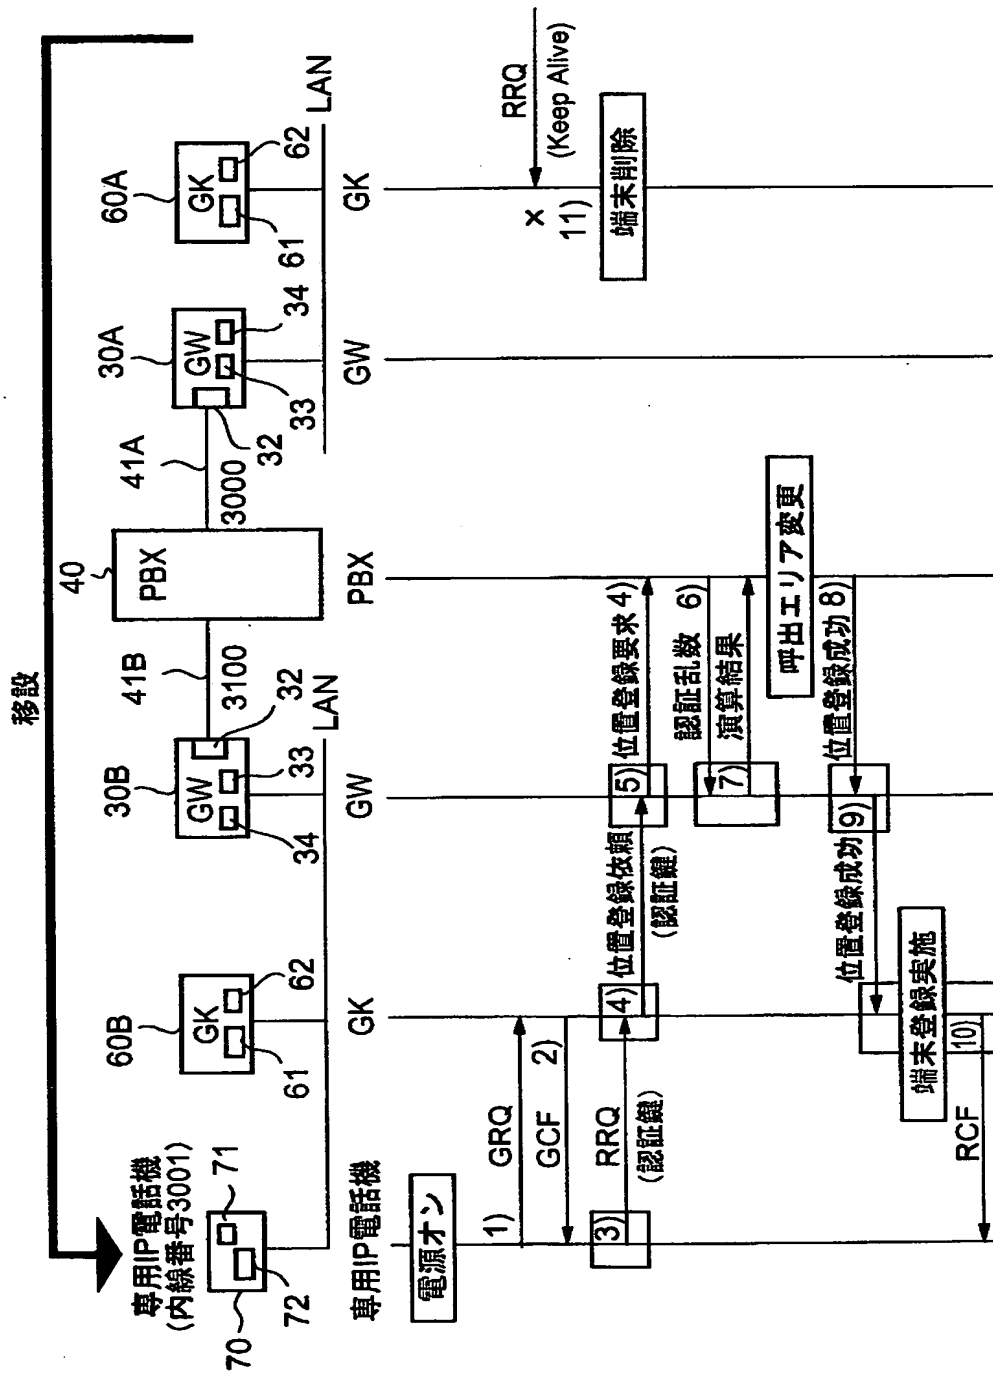 移設
専用IP電話機
(内線番号3001)
70
72
71
60B
GK
61
62
30B
GW
34
33
32
LAN
41B
3100
40
PBX
41A
3000
30A
GW
32
33
34
60A
GK
61
62
LAN
専用IP電話機
GK
GW
PBX
GW
GK
電源オン
1)
GRQ
GCF
2)
3)
RRQ
(認証鍵)
4)
位置登録依頼
(認証鍵)
5)
位置登録要求 4)
認証乱数 6)
7)
演算結果
呼出エリア変更
位置登録成功 8)
9)
位置登録成功
端末登録実施
10)
RCF
RRQ
(Keep Alive)
×
11)
端末削除